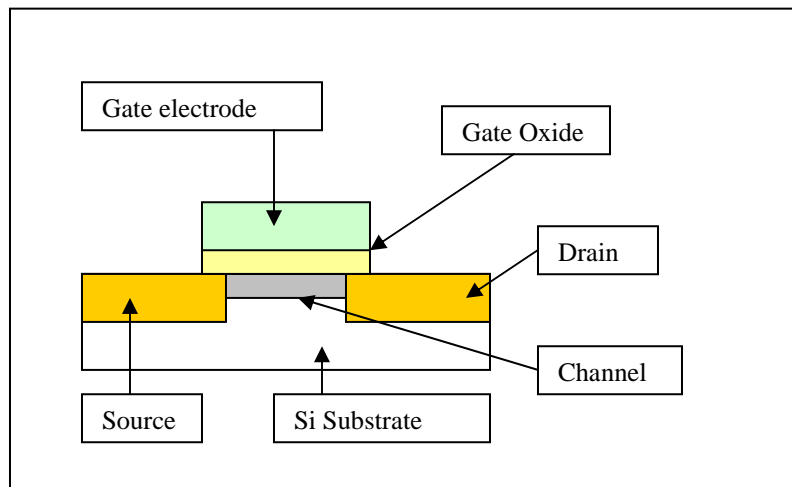 Gate electrode
Gate Oxide
Drain
Channel
Source
Si Substrate